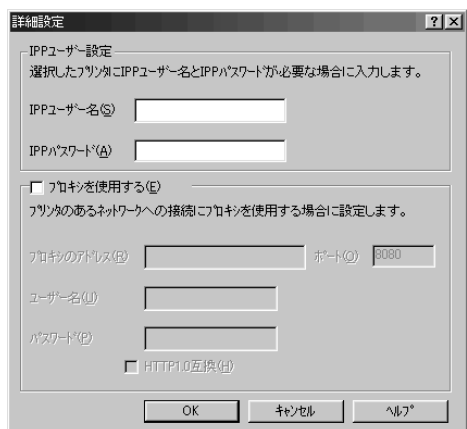 詳細設定
IPPユーザー設定
選択したプリンタにIPPユーザー名とIPPパスワードが必要な場合に入力します。
IPPユーザー名(S)
IPPパスワード(A)
プロキシを使用する(E)
プリンタのあるネットワークへの接続にプロキシを使用する場合に設定します。
プロキシのアドレス(R) ポート(O) 8080
ユーザー名(U)
パスワード(P)
HTTP1.0互換(H)
OK キャンセル ヘルプ